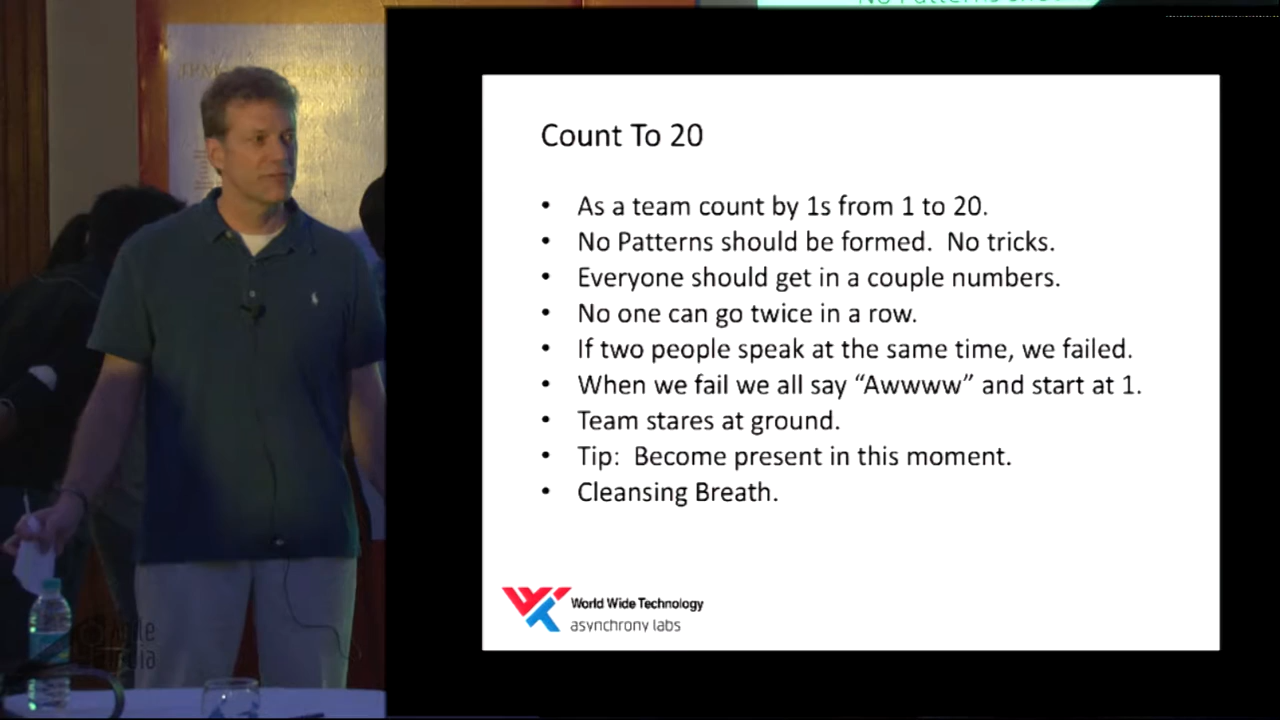 Count To 20
• As a team count by 1s from 1 to 20.
• No Patterns should be formed.  No tricks.
• Everyone should get in a couple numbers.
• No one can go twice in a row.
• If two people speak at the same time, we failed.
• When we fail we all say “Awwww” and start at 1.
• Team stares at ground.
• Tip:  Become present in this moment.
• Cleansing Breath.
World Wide Technology
asynchrony labs
Agile
India